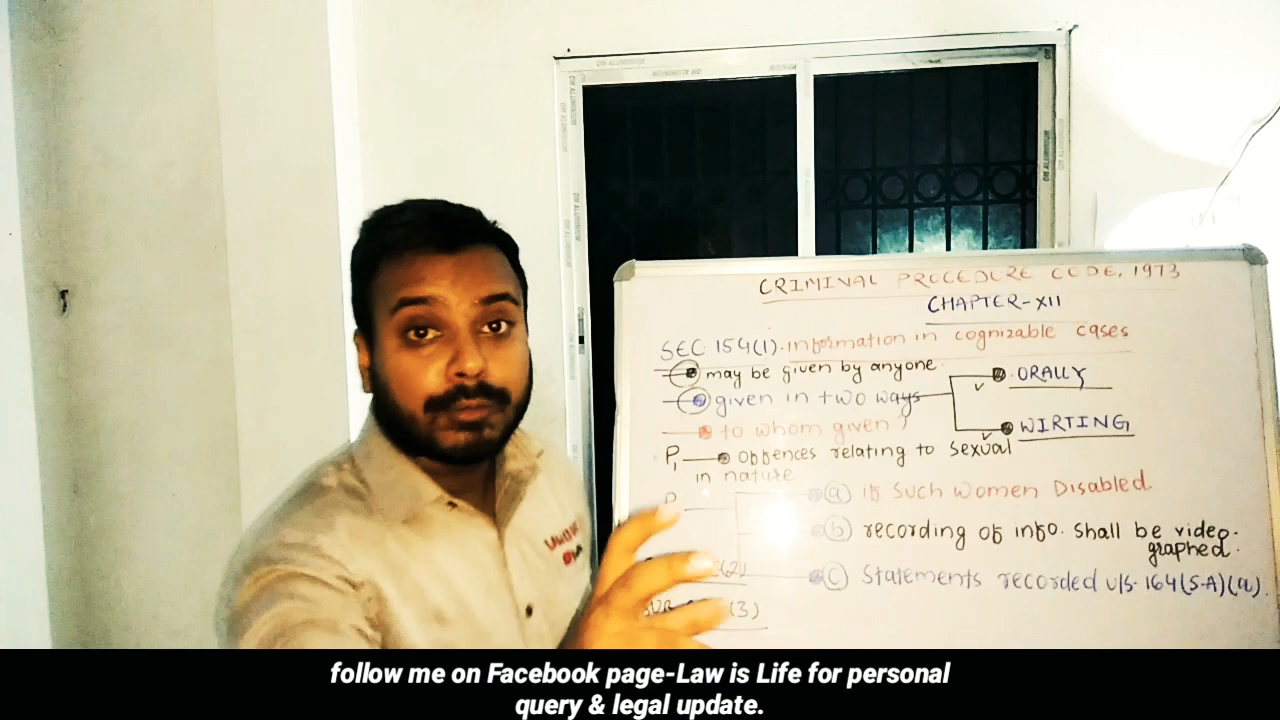 CRIMINAL PROCEDURE CODE, 1973
CHAPTER-XII
SEC. 154(1). information in cognizable cases
may be given by anyone.
given in two ways
ORALLY
to whom given ?
WIRTING
P1 offences relating to sexual
in nature
(a) if such women Disabled
(b) recording of info. shall be video-
graphed.
(2)
(c) Statements recorded u/s. 164(5-A)(a).
(3)
follow me on Facebook page-Law is Life for personal
query & legal update.